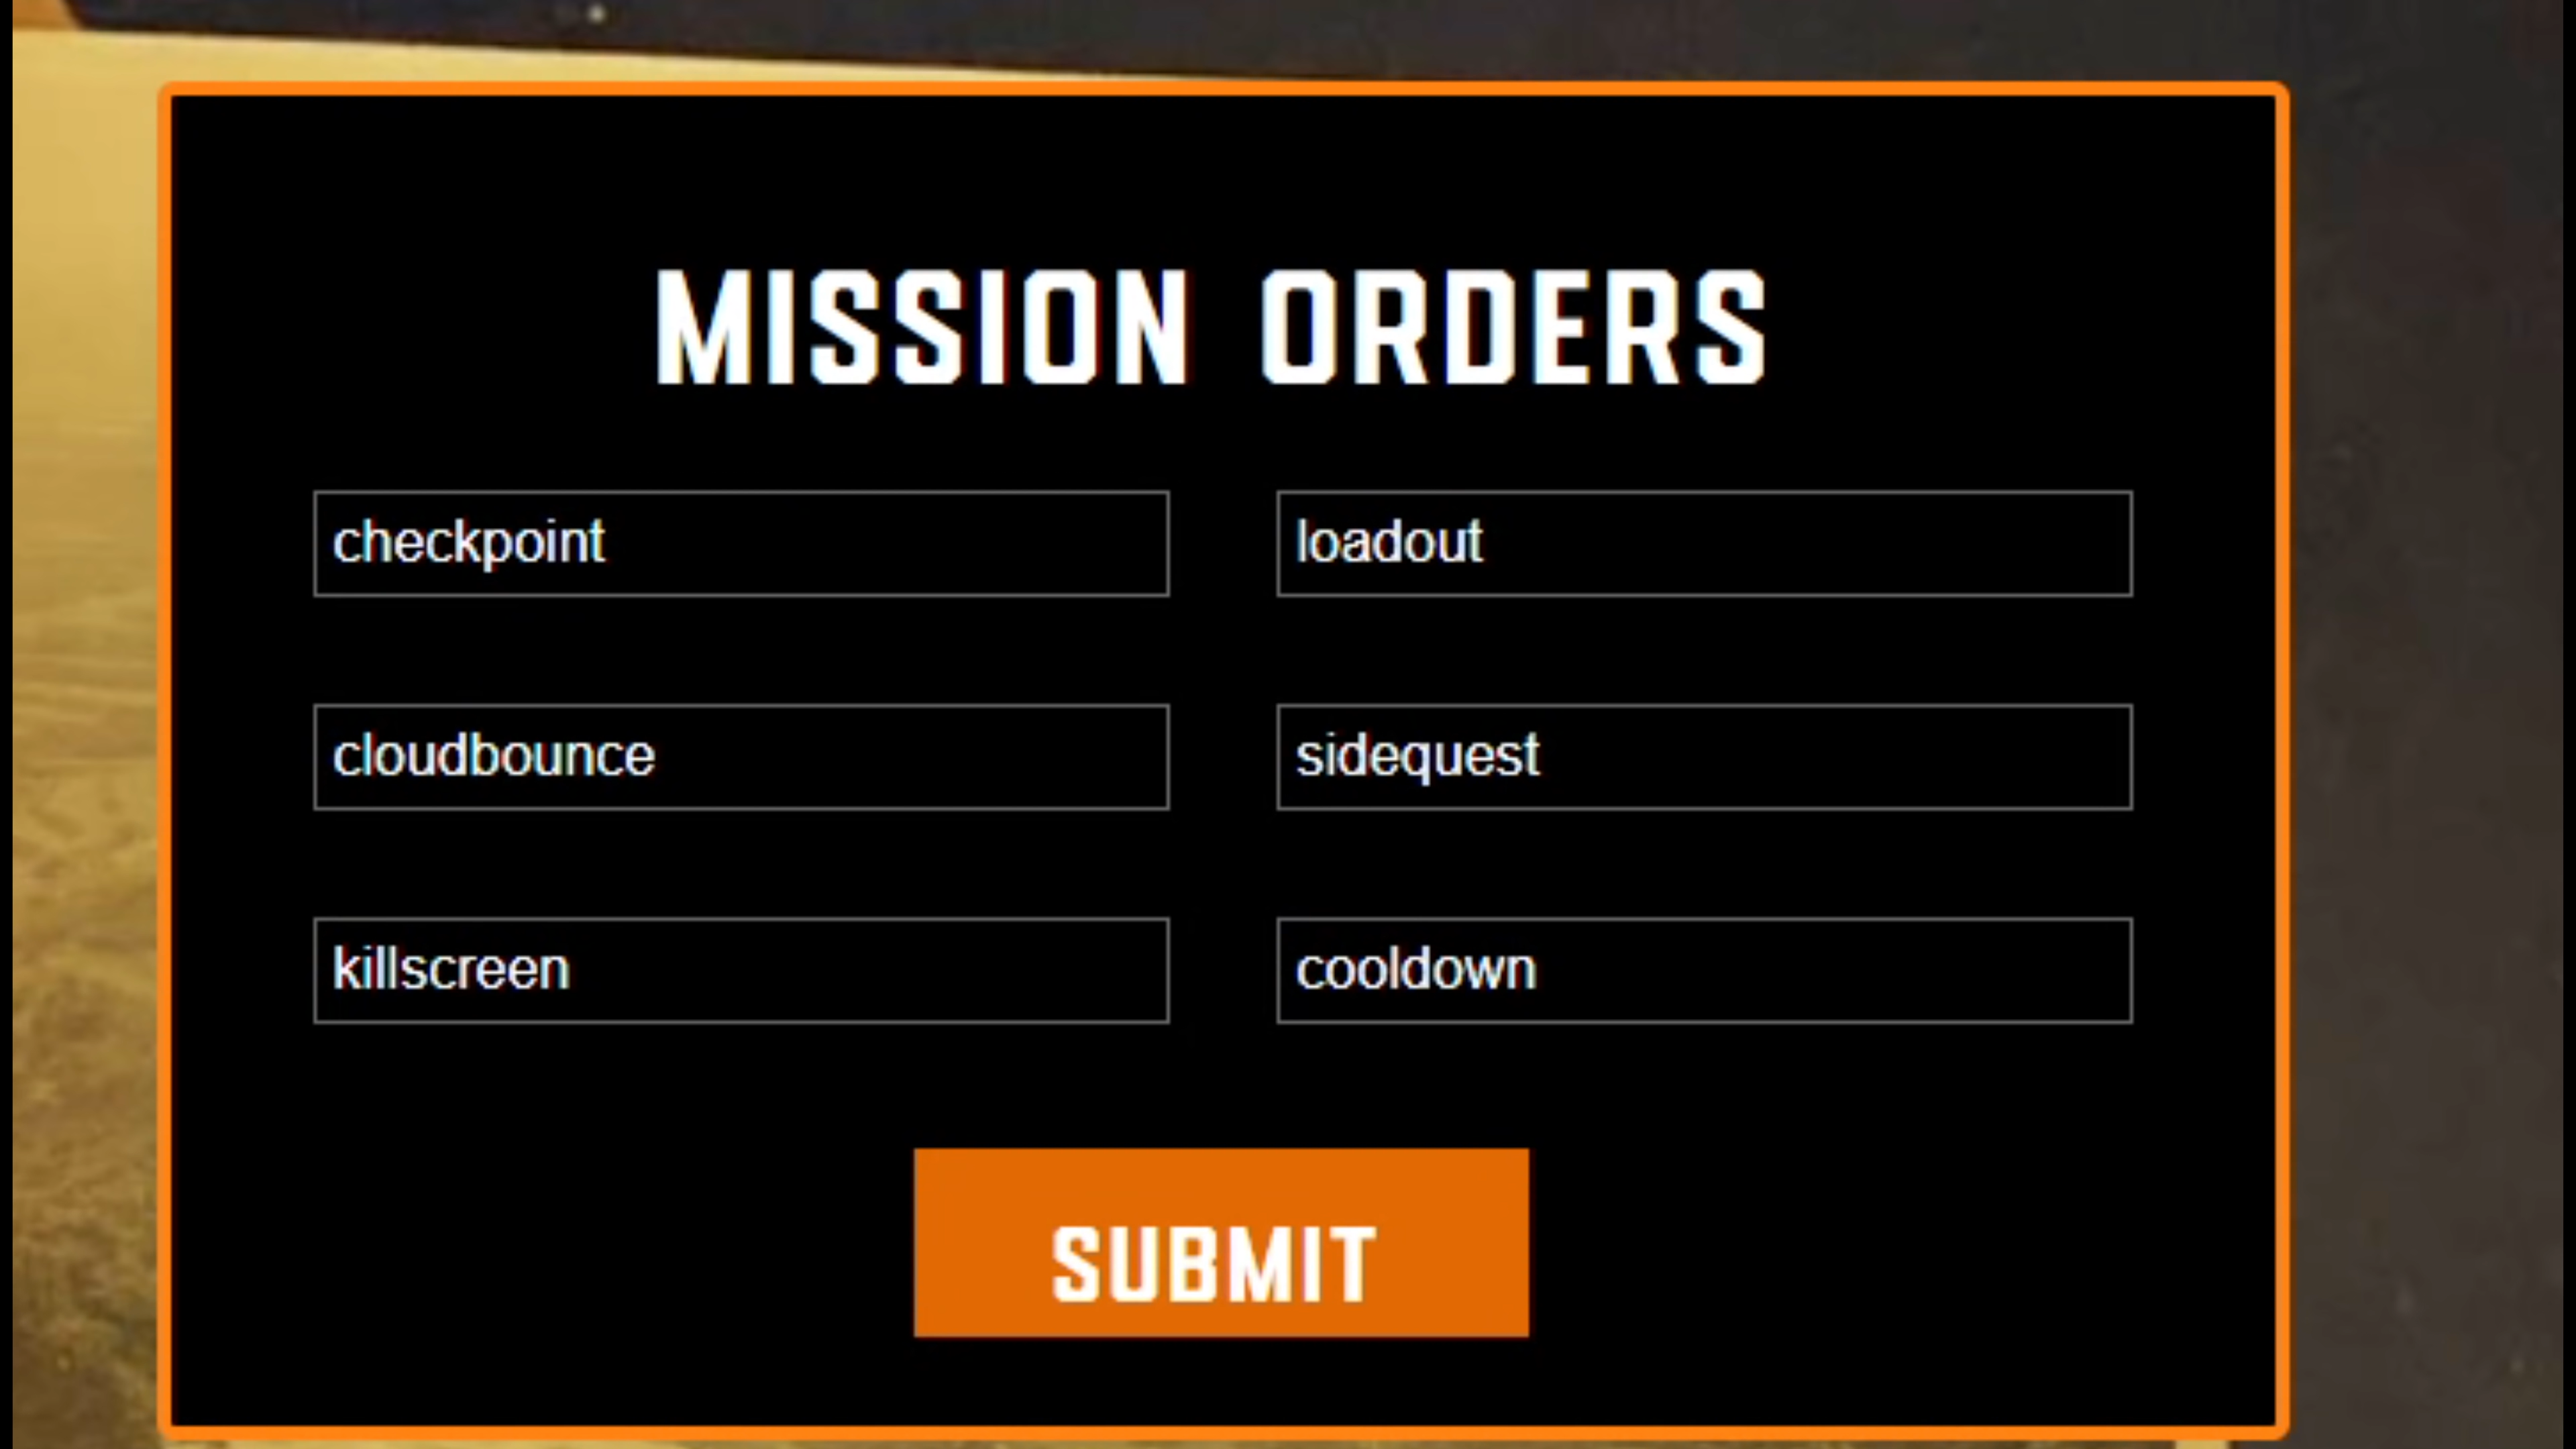 MISSION ORDERS
checkpoint
loadout
cloudbounce
sidequest
killscreen
cooldown
SUBMIT